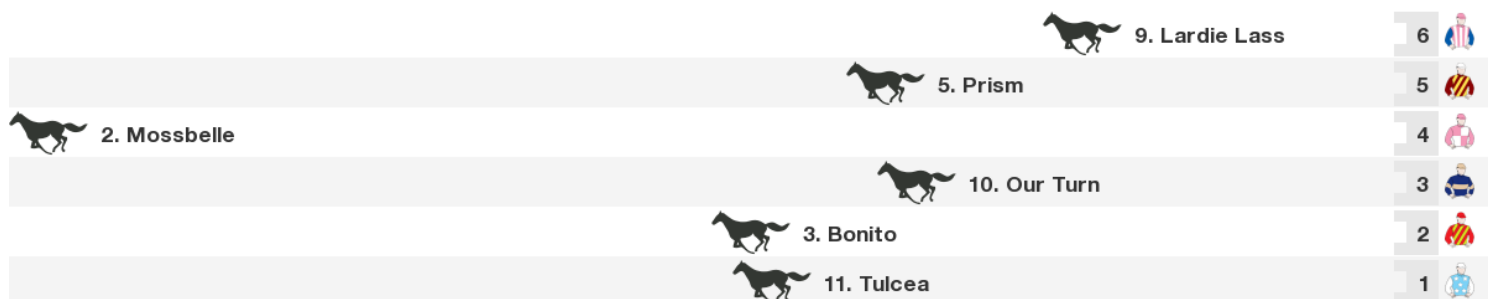 9. Lardie Lass 6
5. Prism 5
2. Mossbelle 4
10. Our Turn 3
3. Bonito 2
11. Tulcea 1